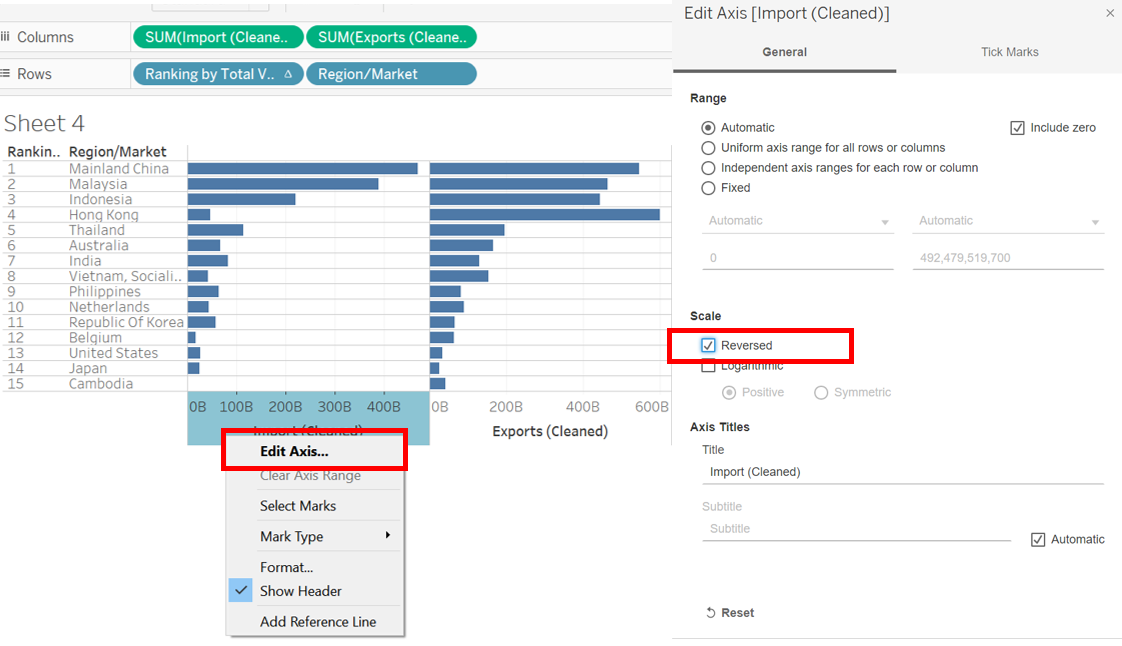 Columns
SUM(Import (Cleane..
SUM(Exports (Cleane..
Rows
Ranking by Total V..
Region/Market
Sheet 4
Rankin.. Region/Market
1 Mainland China
2 Malaysia
3 Indonesia
4 Hong Kong
5 Thailand
6 Australia
7 India
8 Vietnam, Sociali..
9 Philippines
10 Netherlands
11 Republic Of Korea
12 Belgium
13 United States
14 Japan
15 Cambodia
0B 100B 200B 300B 400B
0B 200B 400B 600B
Import (Cleaned)
Exports (Cleaned)
Edit Axis...
Clear Axis Range
Select Marks
Mark Type
Format...
Show Header
Add Reference Line
Edit Axis [Import (Cleaned)]
General
Tick Marks
Range
Automatic
Include zero
Uniform axis range for all rows or columns
Independent axis ranges for each row or column
Fixed
Automatic
Automatic
0
492,479,519,700
Scale
Reversed
Logarithmic
Positive
Symmetric
Axis Titles
Title
Import (Cleaned)
Subtitle
Subtitle
Automatic
Reset